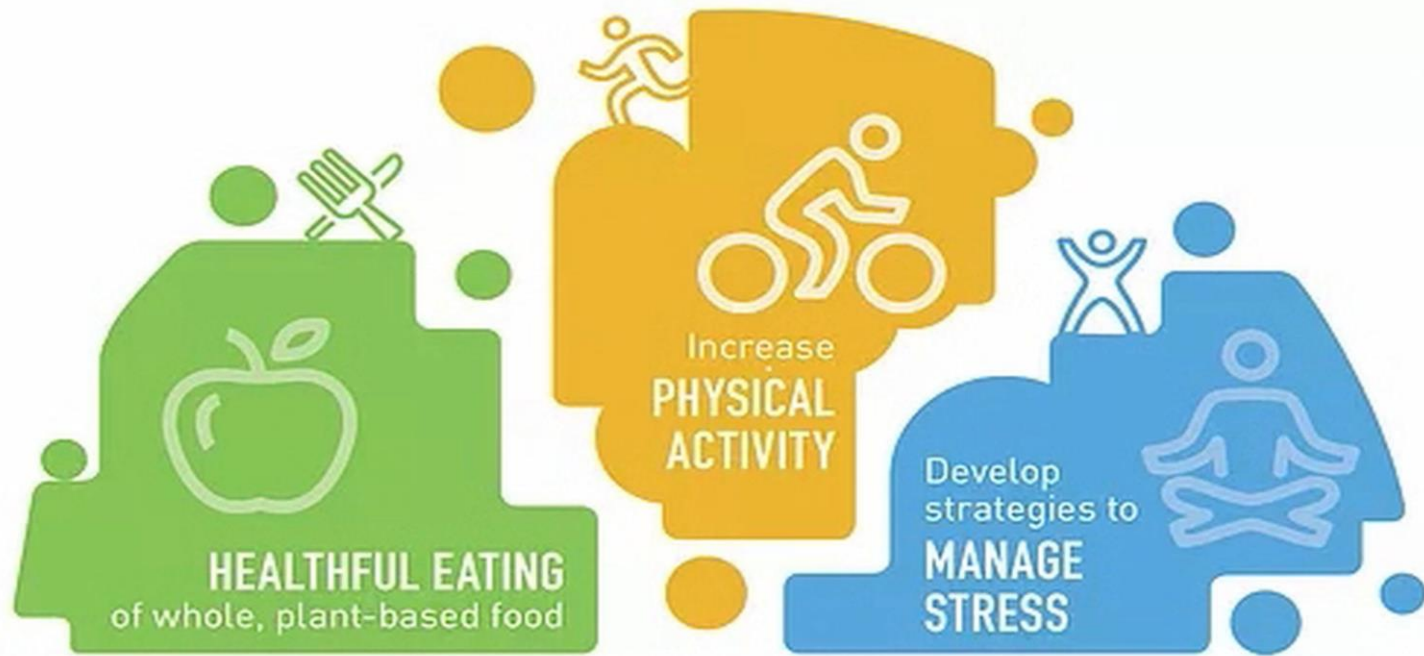 HEALTHFUL EATING
of whole, plant-based food
Increase
PHYSICAL
ACTIVITY
Develop
strategies to
MANAGE
STRESS